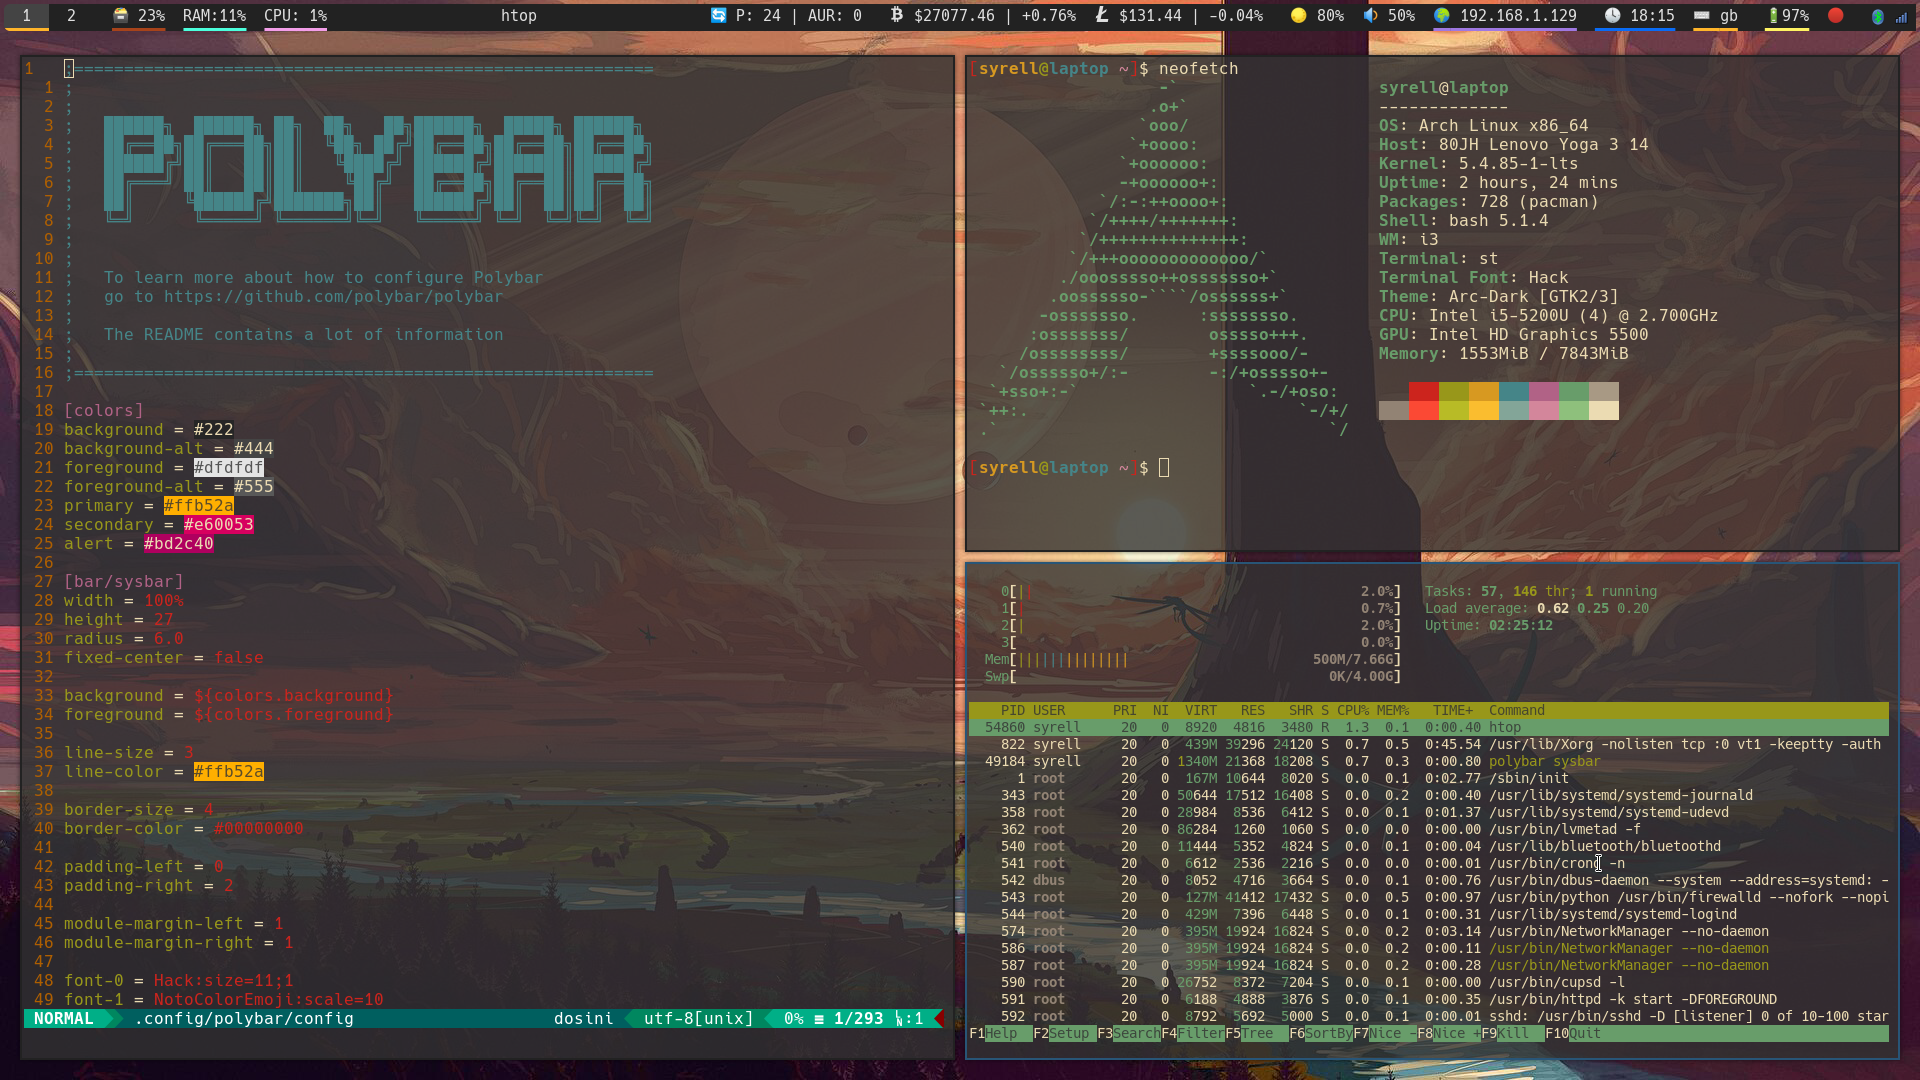 1 2 23% RAM:11% CPU: 1% htop P: 24 | AUR: 0 $27077.46 | +0.76% Ł $131.44 | -0.04% 80% 50% 192.168.1.129 18:15 gb 97%
1 ;==========================================================
1 ;
2 ;
3 ; POLYBAR
4 ;
5 ;
6 ;
7 ;
8 ;
9 ;
10 ;
11 ; To learn more about how to configure Polybar
12 ; go to https://github.com/polybar/polybar
13 ;
14 ; The README contains a lot of information
15 ;
16 ;==========================================================
17
18 [colors]
19 background = #222
20 background-alt = #444
21 foreground = #dfdfdf
22 foreground-alt = #555
23 primary = #ffb52a
24 secondary = #e60053
25 alert = #bd2c40
26
27 [bar/sysbar]
28 width = 100%
29 height = 27
30 radius = 6.0
31 fixed-center = false
32
33 background = ${colors.background}
34 foreground = ${colors.foreground}
35
36 line-size = 3
37 line-color = #ffb52a
38
39 border-size = 4
40 border-color = #00000000
41
42 padding-left = 0
43 padding-right = 2
44
45 module-margin-left = 1
46 module-margin-right = 1
47
48 font-0 = Hack:size=11;1
49 font-1 = NotoColorEmoji:scale=10
NORMAL .config/polybar/config dosini utf-8[unix] 0% ≡ 1/293 :1
[syrell@laptop ~]$ neofetch
syrell@laptop
-------------
OS: Arch Linux x86_64
Host: 80JH Lenovo Yoga 3 14
Kernel: 5.4.85-1-lts
Uptime: 2 hours, 24 mins
Packages: 728 (pacman)
Shell: bash 5.1.4
WM: i3
Terminal: st
Terminal Font: Hack
Theme: Arc-Dark [GTK2/3]
CPU: Intel i5-5200U (4) @ 2.700GHz
GPU: Intel HD Graphics 5500
Memory: 1553MiB / 7843MiB
[syrell@laptop ~]$
0[|| 2.0%] Tasks: 57, 146 thr; 1 running
1[ 0.7%] Load average: 0.62 0.25 0.20
2[| 2.0%] Uptime: 02:25:12
3[ 0.0%]
Mem[|||||||||||||| 500M/7.66G]
Swp[ 0K/4.00G]
PID USER PRI NI VIRT RES SHR S CPU% MEM% TIME+ Command
54860 syrell 20 0 8920 4816 3480 R 1.3 0.1 0:00.40 htop
822 syrell 20 0 439M 39296 24120 S 0.7 0.5 0:45.54 /usr/lib/Xorg -nolisten tcp :0 vt1 -keeptty -auth
49184 syrell 20 0 1340M 21368 18208 S 0.7 0.3 0:00.80 polybar sysbar
1 root 20 0 167M 10644 8020 S 0.0 0.1 0:02.77 /sbin/init
343 root 20 0 50644 17512 16408 S 0.0 0.2 0:00.40 /usr/lib/systemd/systemd-journald
358 root 20 0 28984 8536 6412 S 0.0 0.1 0:01.37 /usr/lib/systemd/systemd-udevd
362 root 20 0 86284 1260 1060 S 0.0 0.0 0:00.00 /usr/bin/lvmetad -f
540 root 20 0 11444 5352 4824 S 0.0 0.1 0:00.04 /usr/lib/bluetooth/bluetoothd
541 root 20 0 6612 2536 2216 S 0.0 0.0 0:00.01 /usr/bin/crond -n
542 dbus 20 0 8052 4716 3664 S 0.0 0.1 0:00.76 /usr/bin/dbus-daemon --system --address=systemd: -
543 root 20 0 127M 41412 17432 S 0.0 0.5 0:00.97 /usr/bin/python /usr/bin/firewalld --nofork --nopi
544 root 20 0 429M 7396 6448 S 0.0 0.1 0:00.31 /usr/lib/systemd/systemd-logind
574 root 20 0 395M 19924 16824 S 0.0 0.2 0:03.14 /usr/bin/NetworkManager --no-daemon
586 root 20 0 395M 19924 16824 S 0.0 0.2 0:00.11 /usr/bin/NetworkManager --no-daemon
587 root 20 0 395M 19924 16824 S 0.0 0.2 0:00.28 /usr/bin/NetworkManager --no-daemon
590 root 20 0 26752 8372 7204 S 0.0 0.1 0:00.00 /usr/bin/cupsd -l
591 root 20 0 6188 4888 3876 S 0.0 0.1 0:00.35 /usr/bin/httpd -k start -DFOREGROUND
592 root 20 0 8792 5692 5000 S 0.0 0.1 0:00.01 sshd: /usr/bin/sshd -D [listener] 0 of 10-100 star
F1Help F2Setup F3SearchF4FilterF5Tree F6SortByF7Nice -F8Nice +F9Kill F10Quit